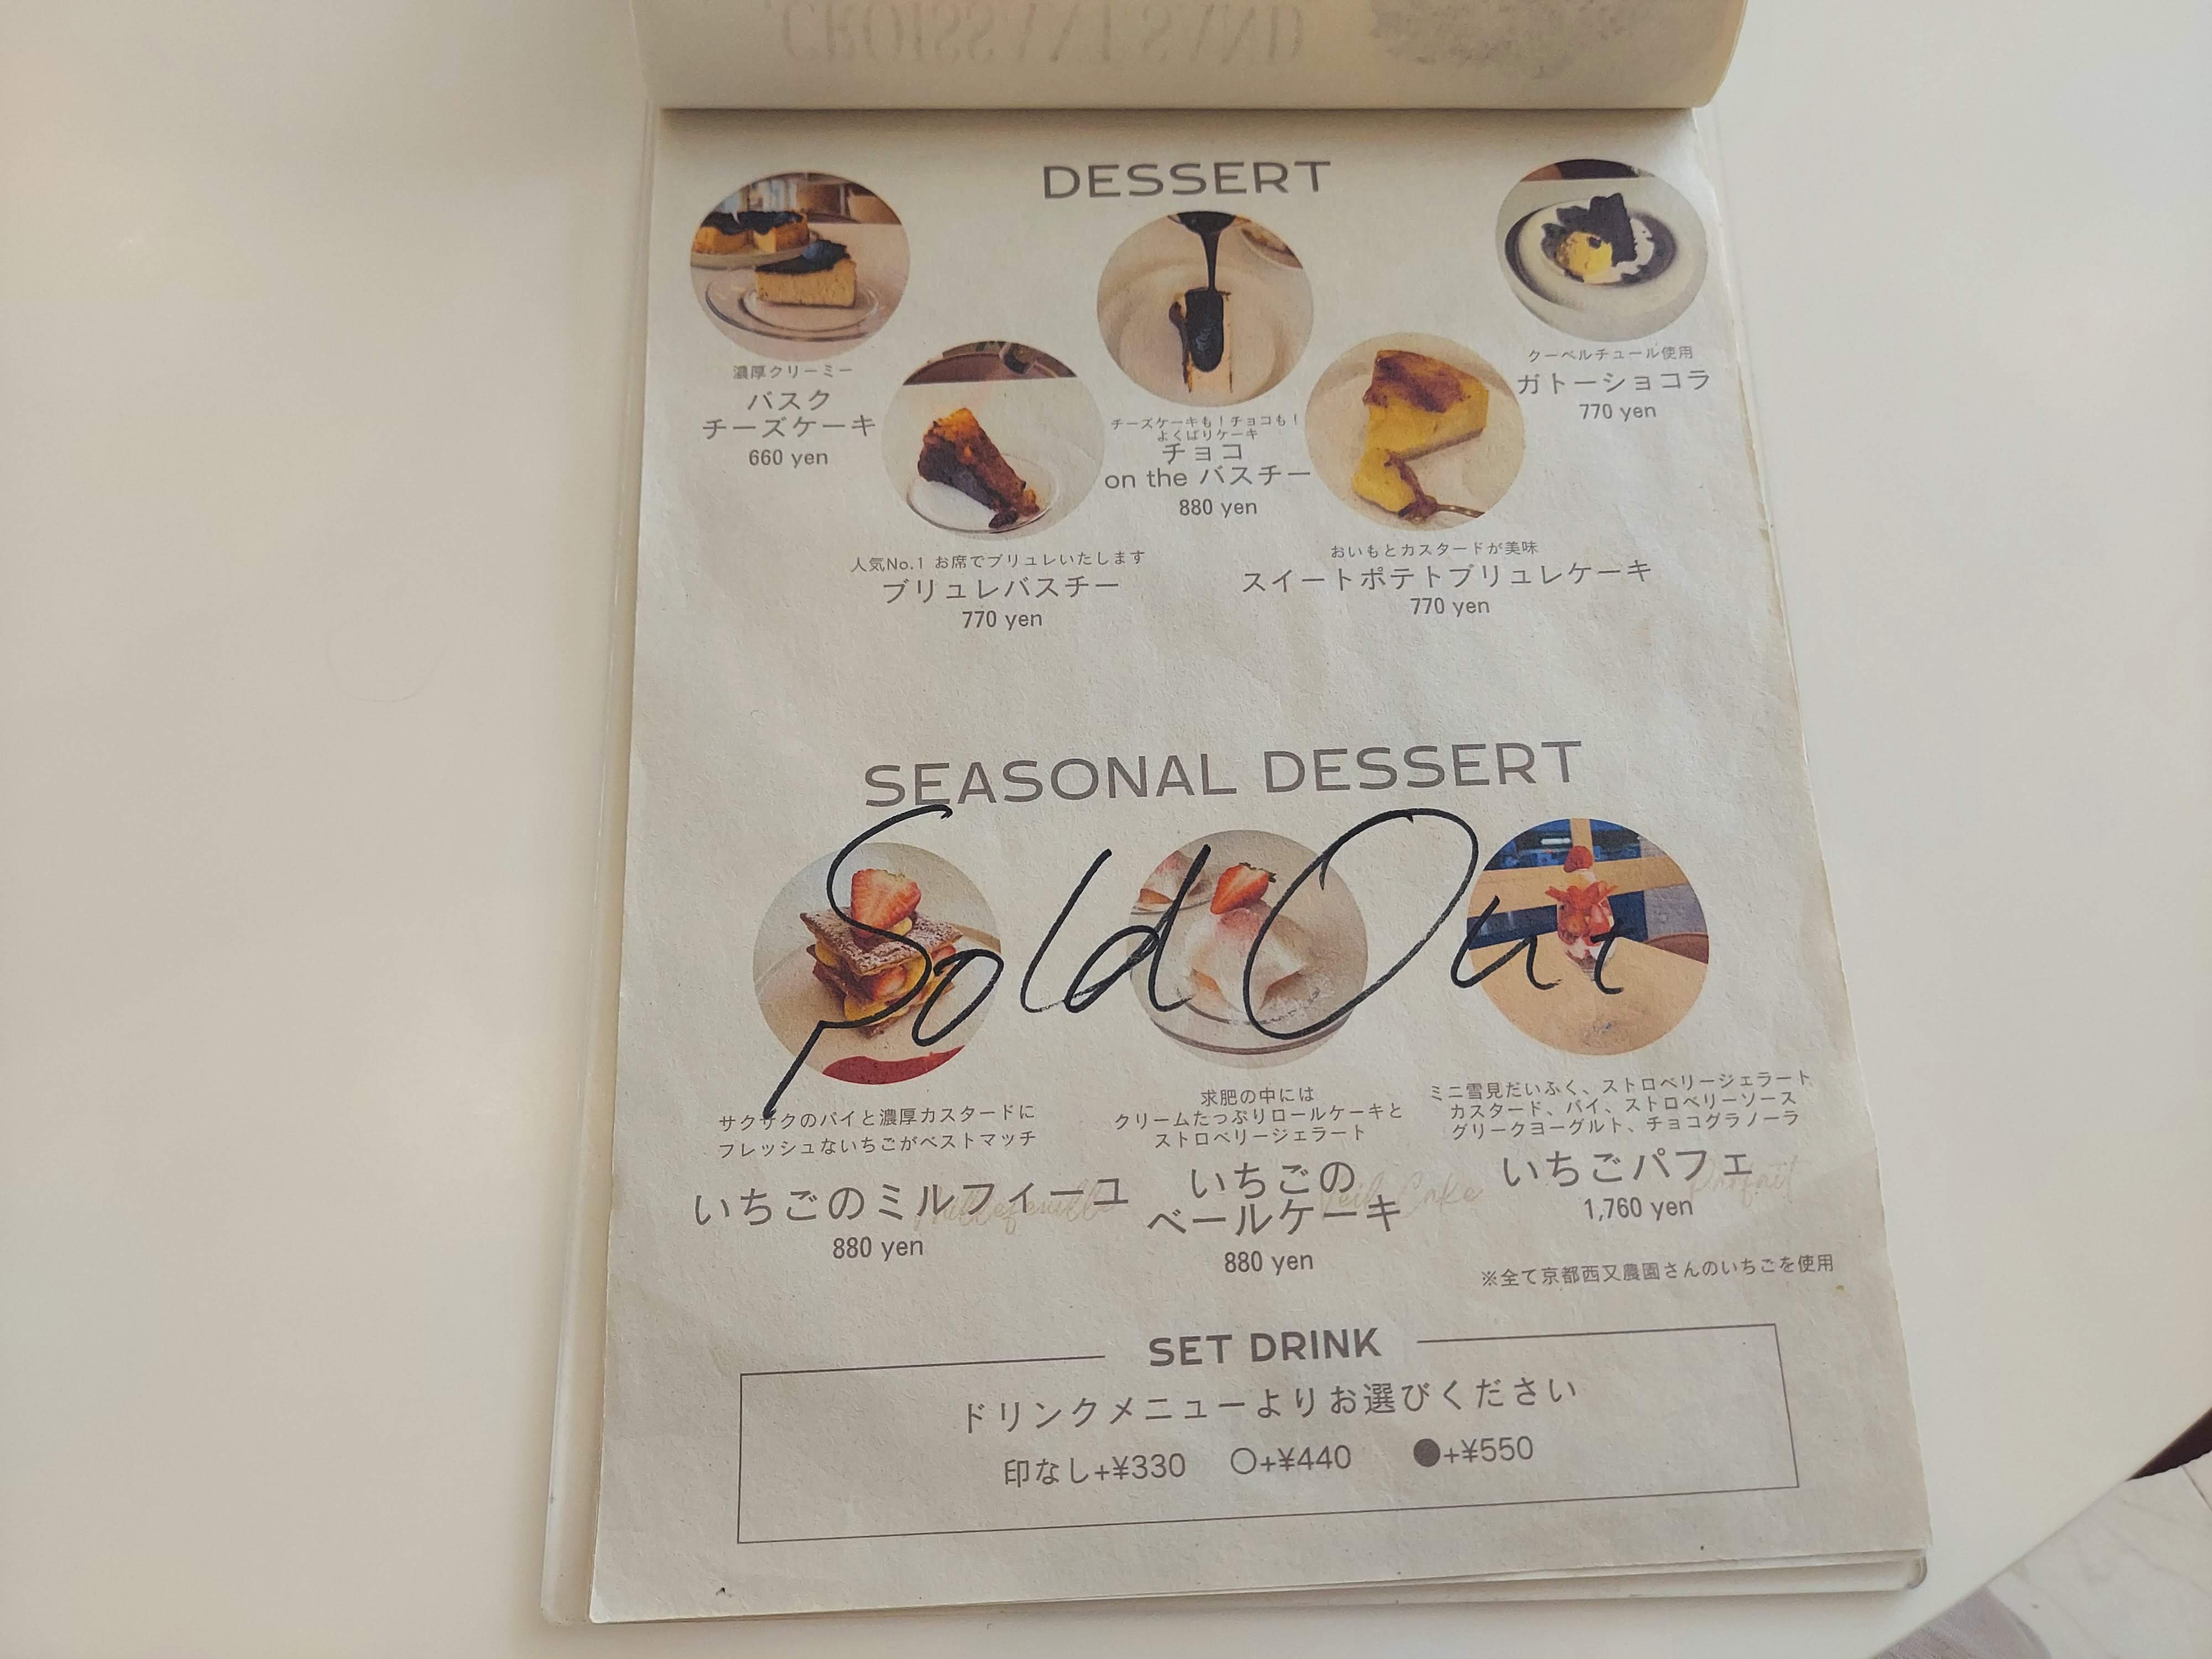 CROISSANT SAND
DESSERT
濃厚クリーミー
バスク
チーズケーキ
660 yen
人気No.1 お席でブリュレいたします
ブリュレバスチー
770 yen
チーズケーキも！チョコも！
よくばりケーキ
チョコ
on the バスチー
880 yen
おいもとカスタードが美味
スイートポテトブリュレケーキ
770 yen
クーベルチュール使用
ガトーショコラ
770 yen
SEASONAL DESSERT
Sold Out
サクサクのパイと濃厚カスタードに
フレッシュないちごがベストマッチ
いちごのミルフィーユ
Millefeuille
880 yen
求肥の中には
クリームたっぷりロールケーキと
ストロベリージェラート
いちごの
ベールケーキ
Veil Cake
880 yen
ミニ雪見だいふく、ストロベリージェラート
カスタード、パイ、ストロベリーソース
グリークヨーグルト、チョコグラノーラ
いちごパフェ
Parfait
1,760 yen
※全て京都西又農園さんのいちごを使用
SET DRINK
ドリンクメニューよりお選びください
印なし+¥330 ○+¥440 ●+¥550